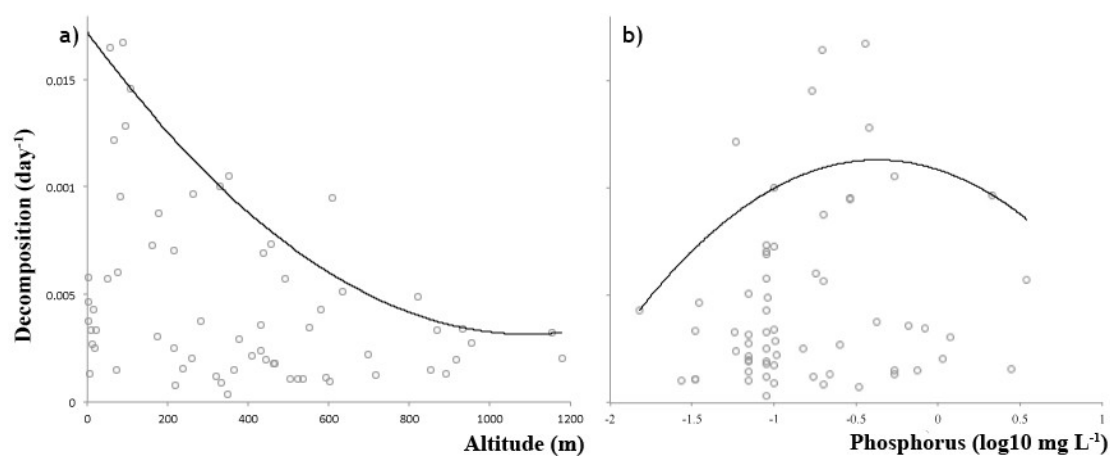 a)
b)
Decomposition (day-1)
0.015
0.001
0.005
0
0 200 400 600 800 1000 1200
-2 -1.5 -1 -0.5 0 0.5 1
Altitude (m)
Phosphorus (log10 mg L-1)